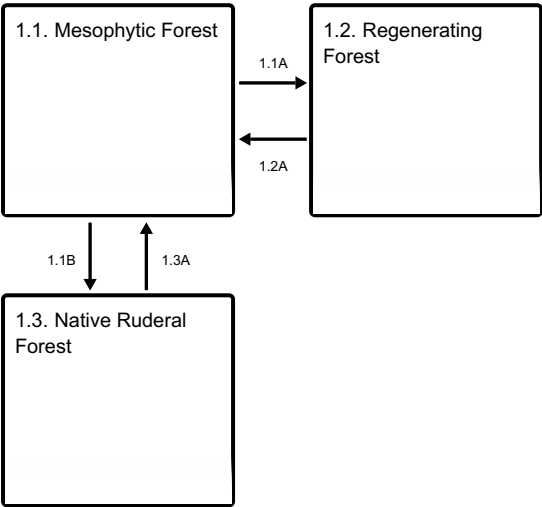 1.1. Mesophytic Forest
1.2. Regenerating
Forest
1.1A
1.2A
1.1B
1.3A
1.3. Native Ruderal
Forest